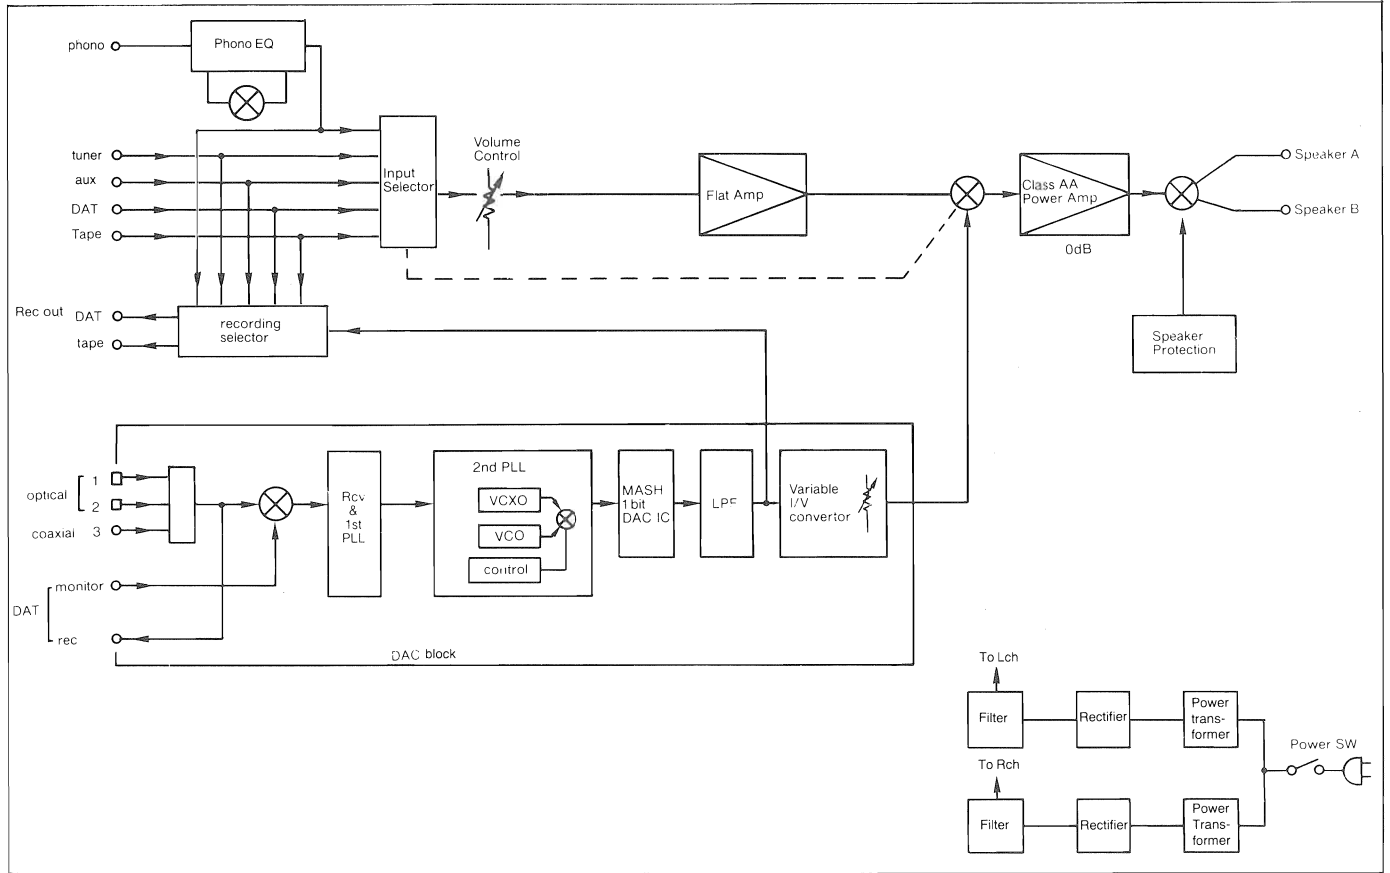 phono
Phono EQ
tuner
aux
DAT
Tape
Input
Selector
Volume
Control
Flat Amp
Class AA
Power Amp
0dB
Speaker A
Speaker B
Speaker
Protection
Rec out
DAT
tape
recording
selector
optical
1
2
coaxial 3
DAT
monitor
rec
Rcv
&
1st
PLL
2nd PLL
VCXO
VCO
control
MASH
1 bit
DAC IC
LPF
Variable
I/V
convertor
DAC block
To Lch
Filter
Rectifier
Power
trans-
former
Power SW
To Rch
Filter
Rectifier
Power
Trans-
former